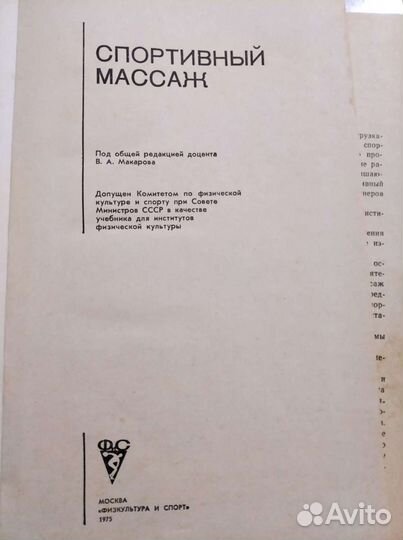 СПОРТИВНЫЙ
МАССАЖ
Под общей редакцией доцента
В. А. Макарова
Допущен Комитетом по физической
культуре и спорту при Совете
Министров СССР в качестве
учебника для институтов
физической культуры
ФиС
МОСКВА
«ФИЗКУЛЬТУРА И СПОРТ»
1975
Avito